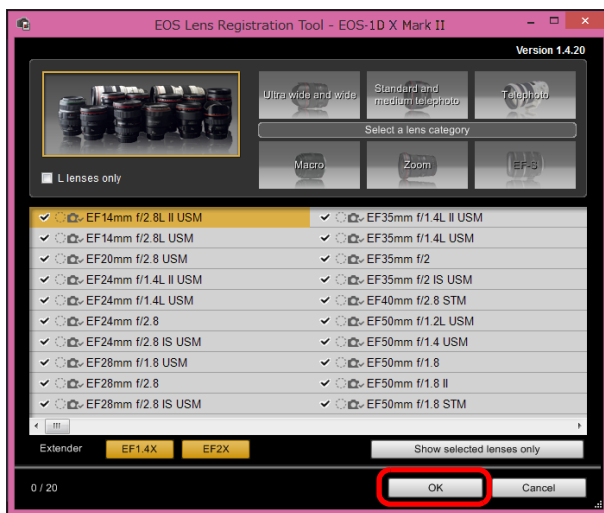 EOS Lens Registration Tool - EOS-1D X Mark II
Version 1.4.20
Ultra wide and wide
Standard and
medium telephoto
Telephoto
Select a lens category
Macro
Zoom
EF-S
L lenses only
EF14mm f/2.8L II USM
EF14mm f/2.8L USM
EF20mm f/2.8 USM
EF24mm f/1.4L II USM
EF24mm f/1.4L USM
EF24mm f/2.8
EF24mm f/2.8 IS USM
EF28mm f/1.8 USM
EF28mm f/2.8
EF28mm f/2.8 IS USM
EF35mm f/1.4L II USM
EF35mm f/1.4L USM
EF35mm f/2
EF35mm f/2 IS USM
EF40mm f/2.8 STM
EF50mm f/1.2L USM
EF50mm f/1.4 USM
EF50mm f/1.8
EF50mm f/1.8 II
EF50mm f/1.8 STM
Extender
EF1.4X
EF2X
Show selected lenses only
0 / 20
OK
Cancel